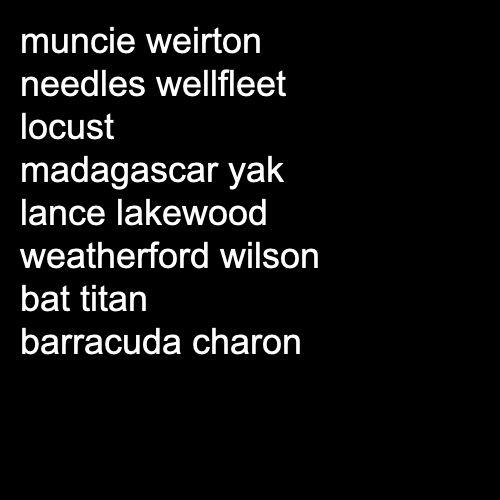 muncie weirton
needles wellfleet
locust
madagascar yak
lance lakewood
weatherford wilson
bat titan
barracuda charon